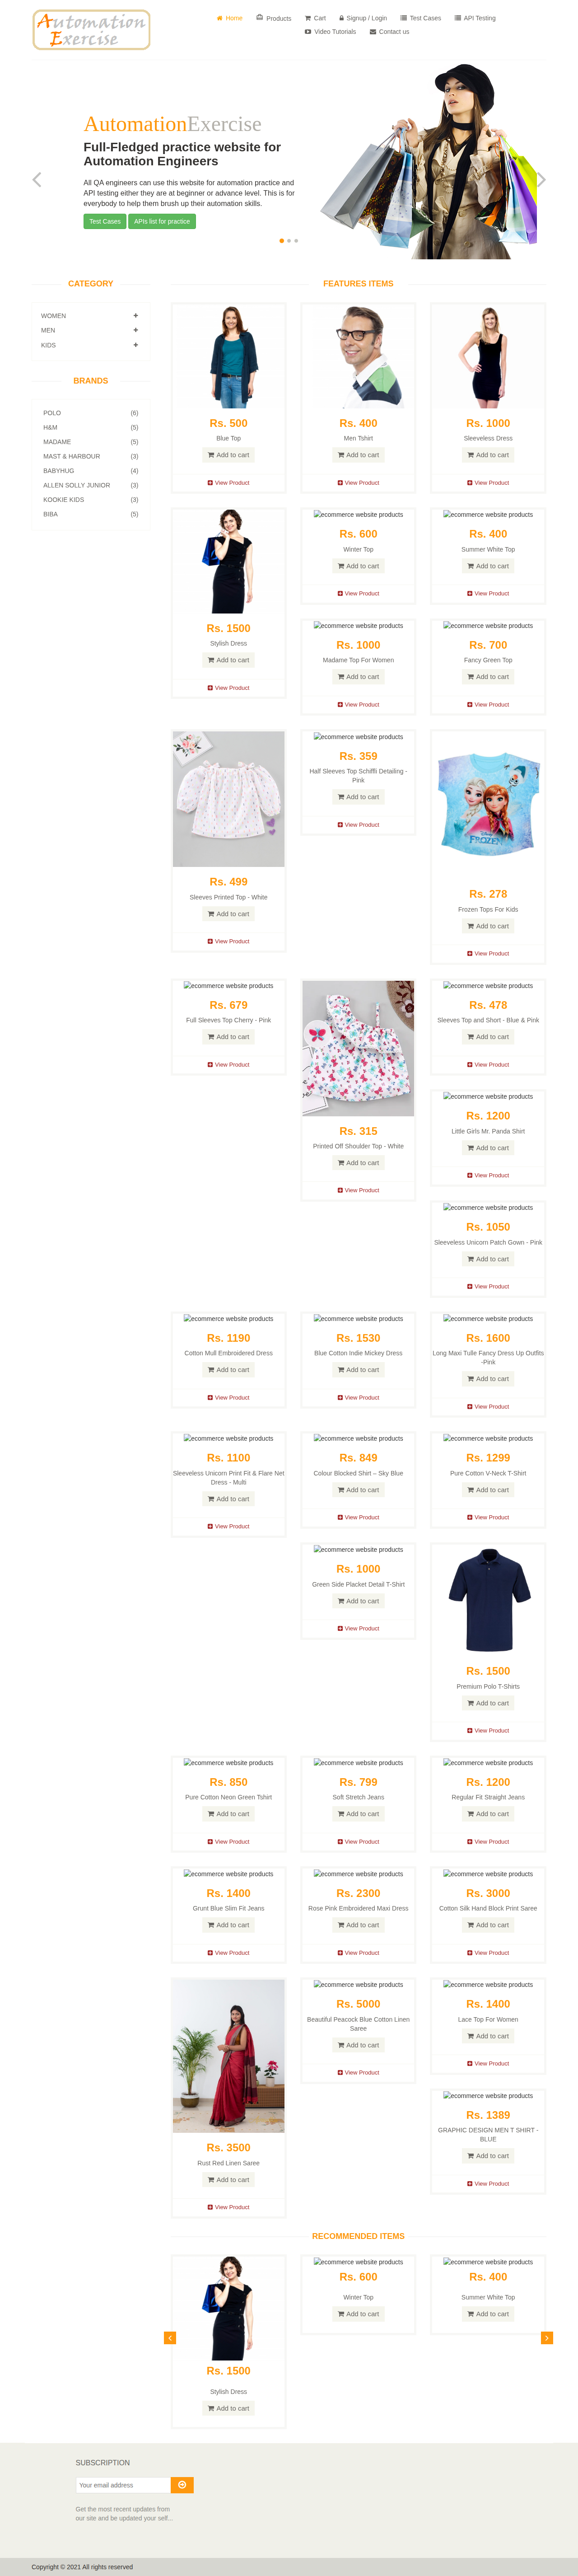 Automation
Exercise
Home
Products
Cart
Signup / Login
Test Cases
API Testing
Video Tutorials
Contact us
AutomationExercise
Full-Fledged practice website for
Automation Engineers
All QA engineers can use this website for automation practice and
API testing either they are at beginner or advance level. This is for
everybody to help them brush up their automation skills.
Test Cases
APIs list for practice
CATEGORY
WOMEN
MEN
KIDS
BRANDS
POLO (6)
H&M (5)
MADAME (5)
MAST & HARBOUR (3)
BABYHUG (4)
ALLEN SOLLY JUNIOR (3)
KOOKIE KIDS (3)
BIBA (5)
FEATURES ITEMS
Rs. 500
Blue Top
Add to cart
View Product
Rs. 400
Men Tshirt
Add to cart
View Product
Rs. 1000
Sleeveless Dress
Add to cart
View Product
Rs. 1500
Stylish Dress
Add to cart
View Product
ecommerce website products
Rs. 600
Winter Top
Add to cart
View Product
ecommerce website products
Rs. 400
Summer White Top
Add to cart
View Product
ecommerce website products
Rs. 1000
Madame Top For Women
Add to cart
View Product
ecommerce website products
Rs. 700
Fancy Green Top
Add to cart
View Product
Rs. 499
Sleeves Printed Top - White
Add to cart
View Product
ecommerce website products
Rs. 359
Half Sleeves Top Schiffli Detailing -
Pink
Add to cart
View Product
FROZEN
Rs. 278
Frozen Tops For Kids
Add to cart
View Product
ecommerce website products
Rs. 679
Full Sleeves Top Cherry - Pink
Add to cart
View Product
Rs. 315
Printed Off Shoulder Top - White
Add to cart
View Product
ecommerce website products
Rs. 478
Sleeves Top and Short - Blue & Pink
Add to cart
View Product
ecommerce website products
Rs. 1200
Little Girls Mr. Panda Shirt
Add to cart
View Product
ecommerce website products
Rs. 1050
Sleeveless Unicorn Patch Gown - Pink
Add to cart
View Product
ecommerce website products
Rs. 1190
Cotton Mull Embroidered Dress
Add to cart
View Product
ecommerce website products
Rs. 1530
Blue Cotton Indie Mickey Dress
Add to cart
View Product
ecommerce website products
Rs. 1600
Long Maxi Tulle Fancy Dress Up Outfits
-Pink
Add to cart
View Product
ecommerce website products
Rs. 1100
Sleeveless Unicorn Print Fit & Flare Net
Dress - Multi
Add to cart
View Product
ecommerce website products
Rs. 849
Colour Blocked Shirt – Sky Blue
Add to cart
View Product
ecommerce website products
Rs. 1299
Pure Cotton V-Neck T-Shirt
Add to cart
View Product
ecommerce website products
Rs. 1000
Green Side Placket Detail T-Shirt
Add to cart
View Product
Rs. 1500
Premium Polo T-Shirts
Add to cart
View Product
ecommerce website products
Rs. 850
Pure Cotton Neon Green Tshirt
Add to cart
View Product
ecommerce website products
Rs. 799
Soft Stretch Jeans
Add to cart
View Product
ecommerce website products
Rs. 1200
Regular Fit Straight Jeans
Add to cart
View Product
ecommerce website products
Rs. 1400
Grunt Blue Slim Fit Jeans
Add to cart
View Product
ecommerce website products
Rs. 2300
Rose Pink Embroidered Maxi Dress
Add to cart
View Product
ecommerce website products
Rs. 3000
Cotton Silk Hand Block Print Saree
Add to cart
View Product
Rs. 3500
Rust Red Linen Saree
Add to cart
View Product
ecommerce website products
Rs. 5000
Beautiful Peacock Blue Cotton Linen
Saree
Add to cart
View Product
ecommerce website products
Rs. 1400
Lace Top For Women
Add to cart
View Product
ecommerce website products
Rs. 1389
GRAPHIC DESIGN MEN T SHIRT -
BLUE
Add to cart
View Product
RECOMMENDED ITEMS
Rs. 1500
Stylish Dress
Add to cart
ecommerce website products
Rs. 600
Winter Top
Add to cart
ecommerce website products
Rs. 400
Summer White Top
Add to cart
SUBSCRIPTION
Your email address
Get the most recent updates from
our site and be updated your self...
Copyright © 2021 All rights reserved